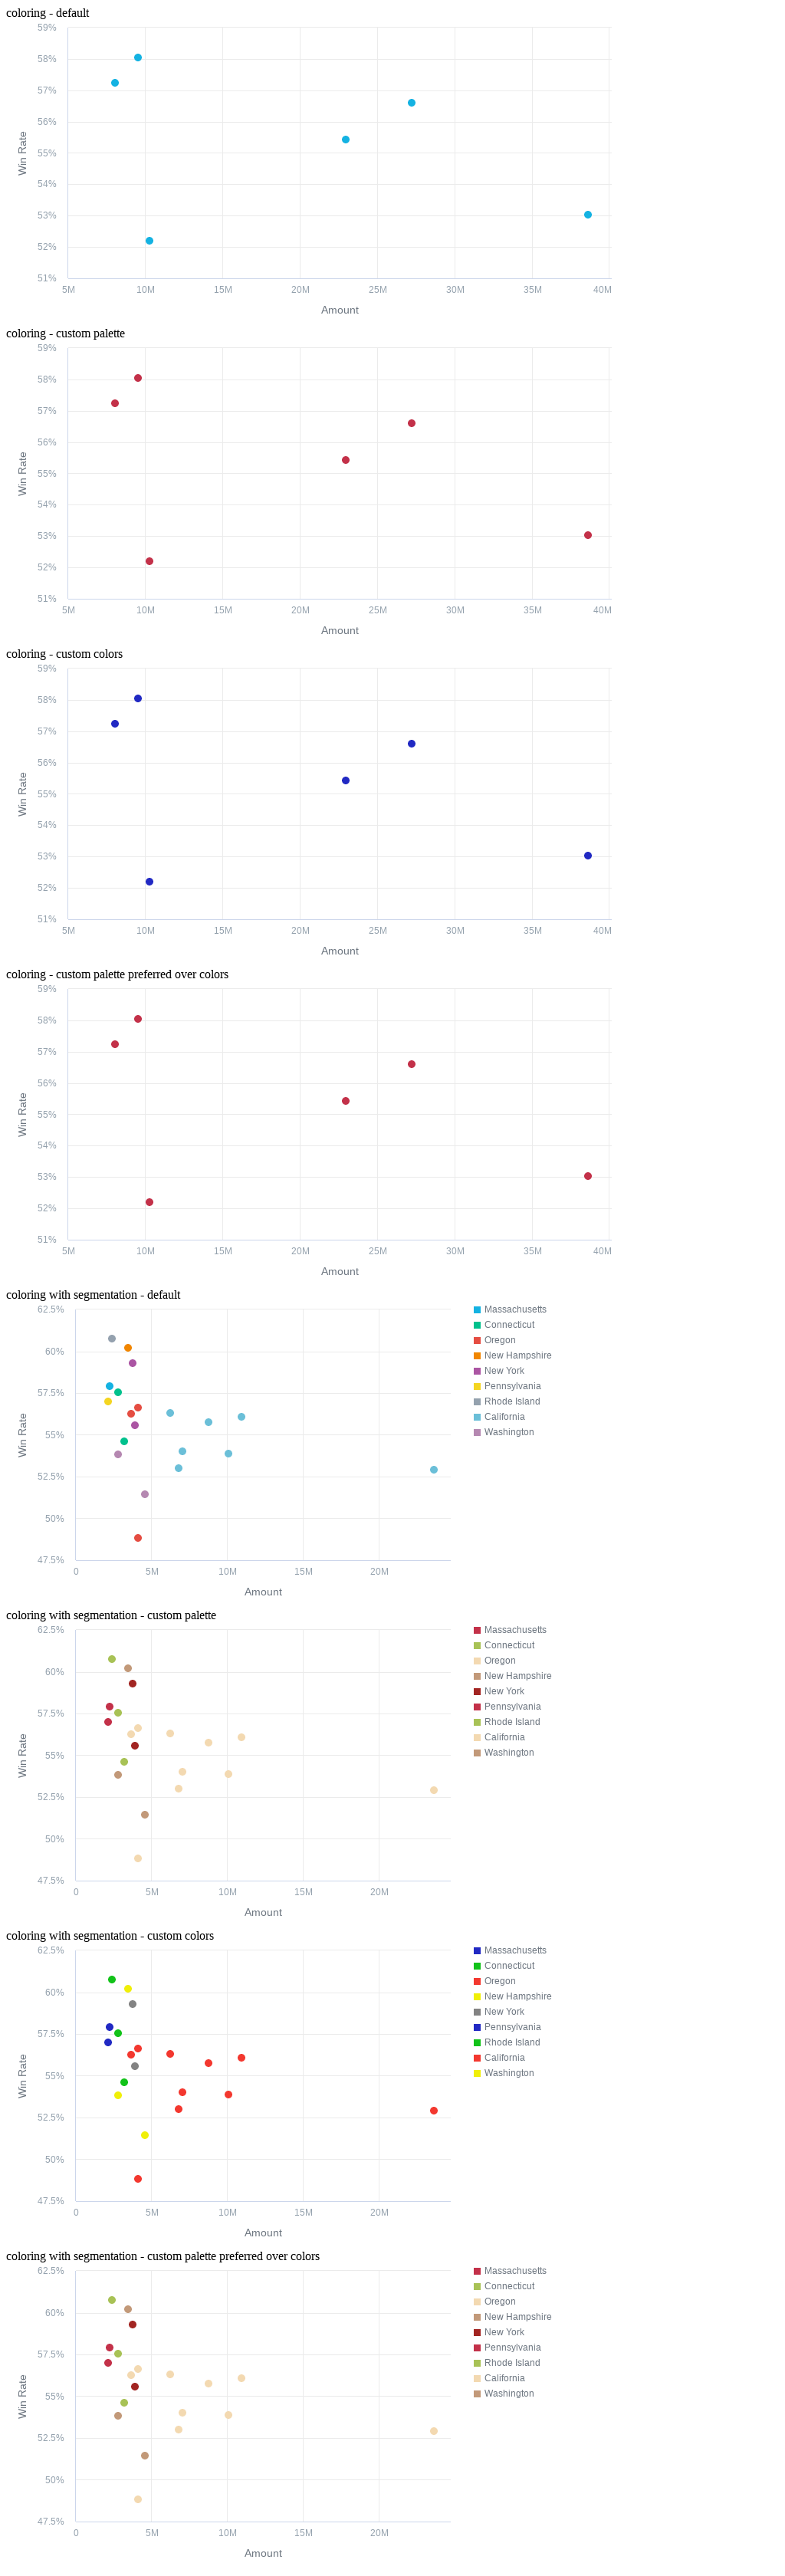 coloring - default
59%
58%
57%
56%
55%
54%
53%
52%
51%
Win Rate
5M 10M 15M 20M 25M 30M 35M 40M
Amount
coloring - custom palette
59%
58%
57%
56%
55%
54%
53%
52%
51%
Win Rate
5M 10M 15M 20M 25M 30M 35M 40M
Amount
coloring - custom colors
59%
58%
57%
56%
55%
54%
53%
52%
51%
Win Rate
5M 10M 15M 20M 25M 30M 35M 40M
Amount
coloring - custom palette preferred over colors
59%
58%
57%
56%
55%
54%
53%
52%
51%
Win Rate
5M 10M 15M 20M 25M 30M 35M 40M
Amount
coloring with segmentation - default
62.5%
60%
57.5%
55%
52.5%
50%
47.5%
Win Rate
0 5M 10M 15M 20M
Amount
Massachusetts
Connecticut
Oregon
New Hampshire
New York
Pennsylvania
Rhode Island
California
Washington
coloring with segmentation - custom palette
62.5%
60%
57.5%
55%
52.5%
50%
47.5%
Win Rate
0 5M 10M 15M 20M
Amount
Massachusetts
Connecticut
Oregon
New Hampshire
New York
Pennsylvania
Rhode Island
California
Washington
coloring with segmentation - custom colors
62.5%
60%
57.5%
55%
52.5%
50%
47.5%
Win Rate
0 5M 10M 15M 20M
Amount
Massachusetts
Connecticut
Oregon
New Hampshire
New York
Pennsylvania
Rhode Island
California
Washington
coloring with segmentation - custom palette preferred over colors
62.5%
60%
57.5%
55%
52.5%
50%
47.5%
Win Rate
0 5M 10M 15M 20M
Amount
Massachusetts
Connecticut
Oregon
New Hampshire
New York
Pennsylvania
Rhode Island
California
Washington